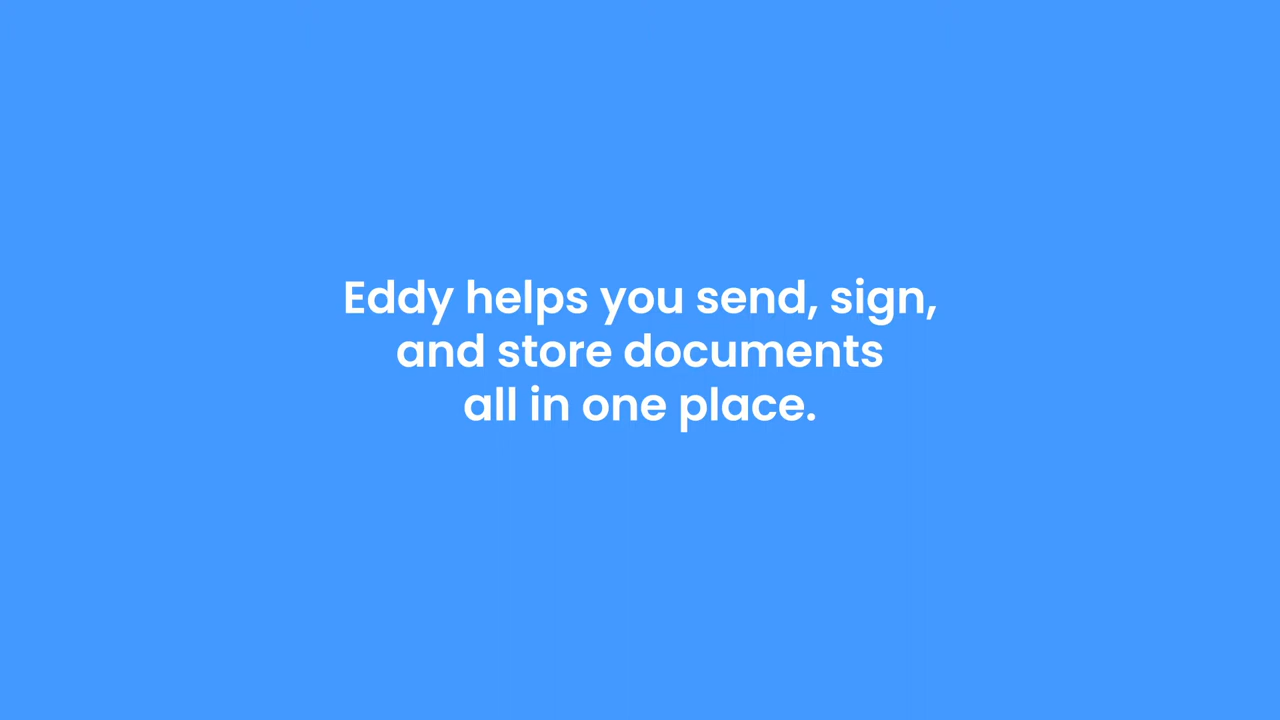 Eddy helps you send, sign,
and store documents
all in one place.